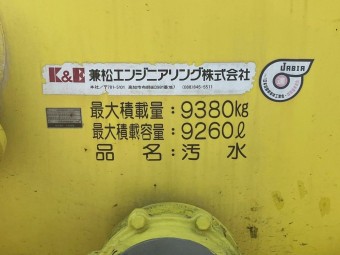 K&E 兼松エンジニアリング株式会社
JABIA
最大積載量：9380kg
最大積載容量：9260ℓ
品名：汚水